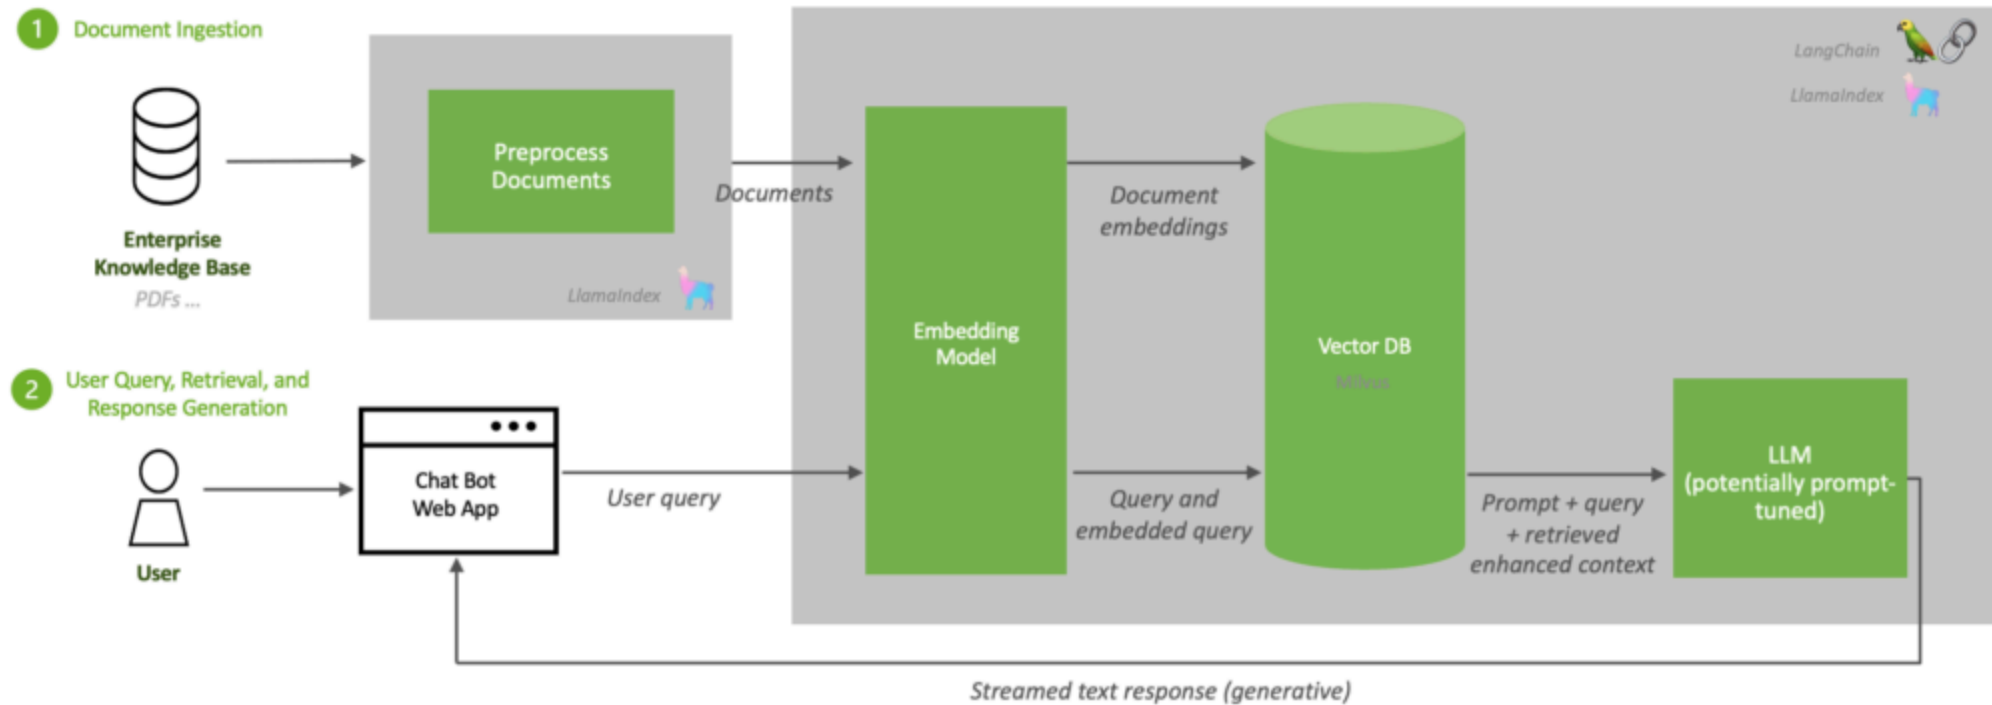 1 Document Ingestion
LangChain
LlamaIndex
Preprocess
Documents
Documents
Document
embeddings
Enterprise
Knowledge Base
PDFs ...
LlamaIndex
Embedding
Model
Vector DB
Milvus
2 User Query, Retrieval, and
Response Generation
User
Chat Bot
Web App
User query
Query and
embedded query
Prompt + query
+ retrieved
enhanced context
LLM
(potentially prompt-
tuned)
Streamed text response (generative)